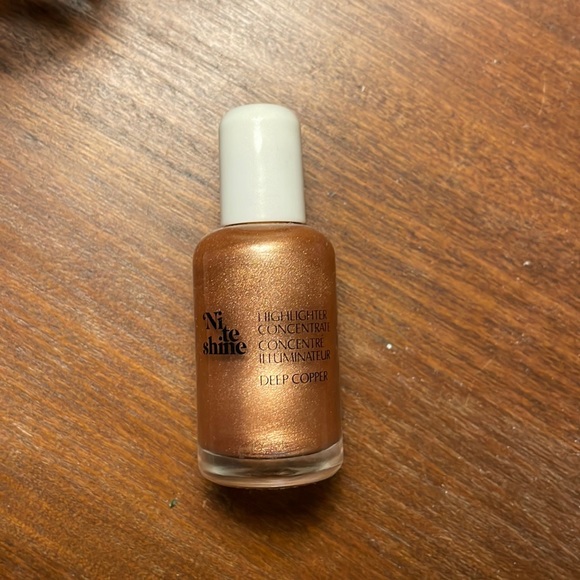 'Ni
te
shine
HIGHLIGHTER
CONCENTRATE
CONCENTRÉ
ILLUMINATEUR
DEEP COPPER